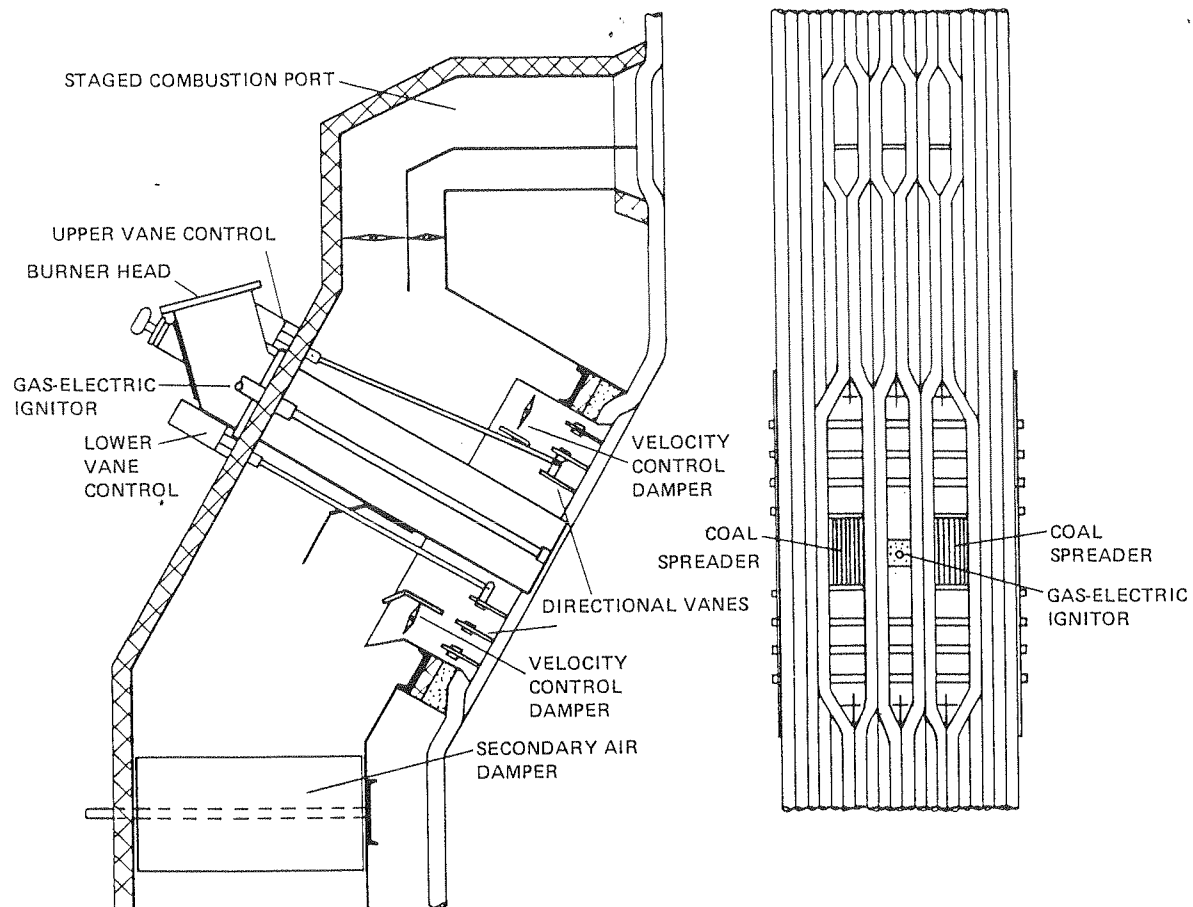 STAGED COMBUSTION PORT
UPPER VANE CONTROL
BURNER HEAD
GAS-ELECTRIC
IGNITOR
LOWER
VANE
CONTROL
VELOCITY
CONTROL
DAMPER
DIRECTIONAL VANES
VELOCITY
CONTROL
DAMPER
SECONDARY AIR
DAMPER
COAL
SPREADER
COAL
SPREADER
GAS-ELECTRIC
IGNITOR